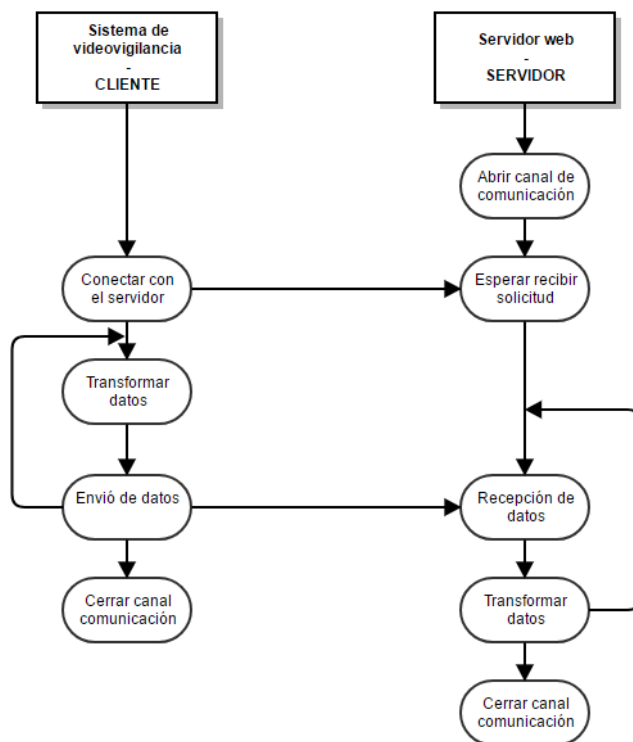 Sistema de
videovigilancia
-
CLIENTE
Servidor web
-
SERVIDOR
Abrir canal de
comunicación
Conectar con
el servidor
Esperar recibir
solicitud
Transformar
datos
Envió de datos
Recepción de
datos
Cerrar canal
comunicación
Transformar
datos
Cerrar canal
comunicación